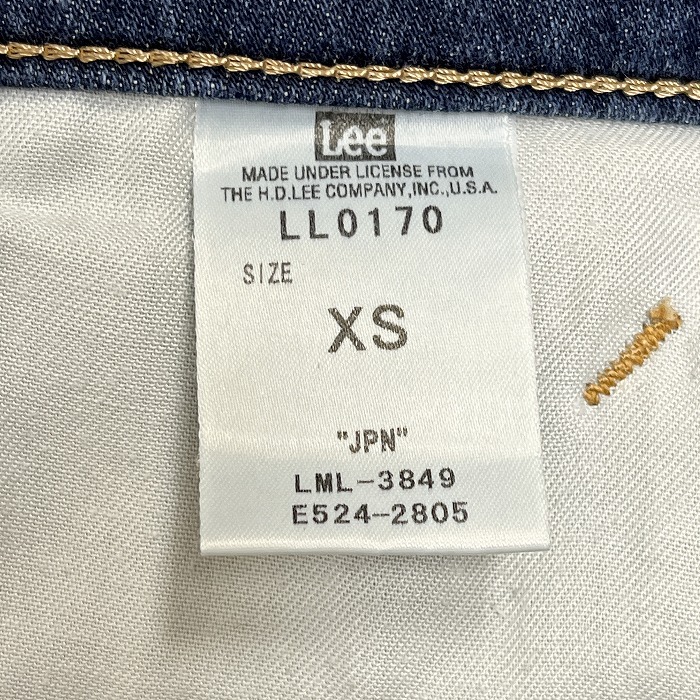 Lee
MADE UNDER LICENSE FROM
THE H.D.LEE COMPANY,INC.,U.S.A.
LL0170
SIZE
XS
"JPN"
LML-3849
E524-2805